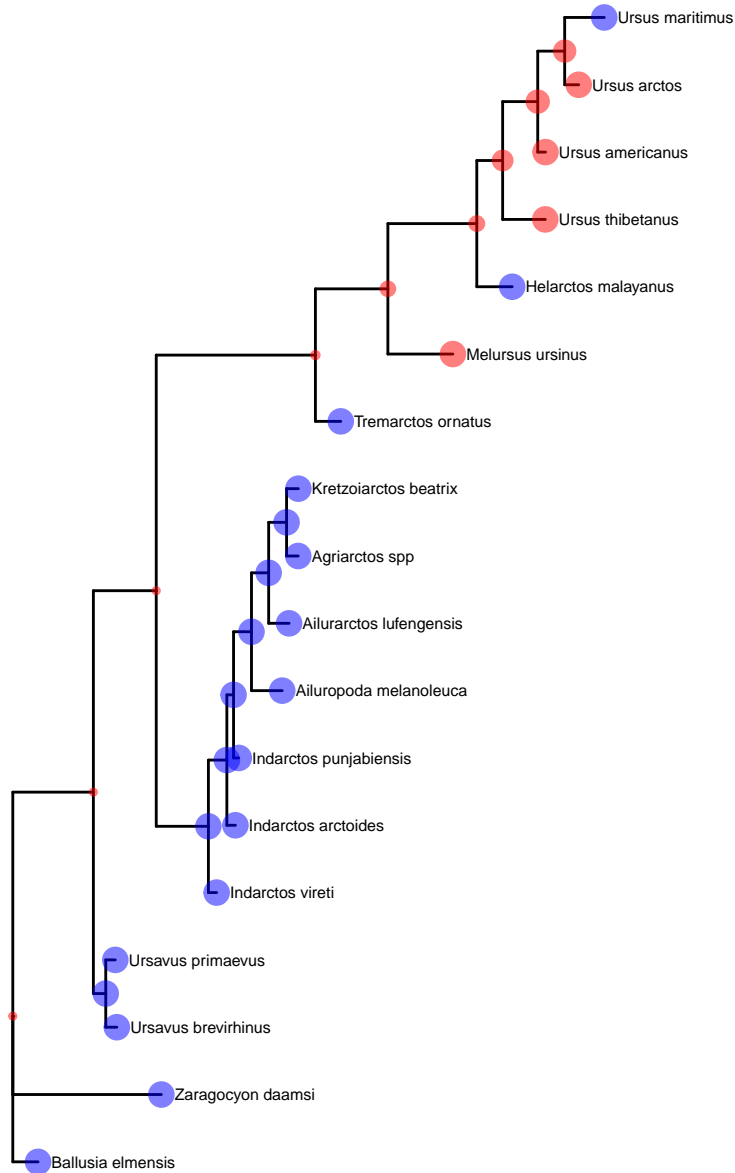 Ursus maritimus
Ursus arctos
Ursus americanus
Ursus thibetanus
Helarctos malayanus
Melursus ursinus
Tremarctos ornatus
Kretzoiarctos beatrix
Agriarctos spp
Ailurarctos lufengensis
Ailuropoda melanoleuca
Indarctos punjabiensis
Indarctos arctoides
Indarctos vireti
Ursavus primaevus
Ursavus brevirhinus
Zaragocyon daamsi
Ballusia elmensis